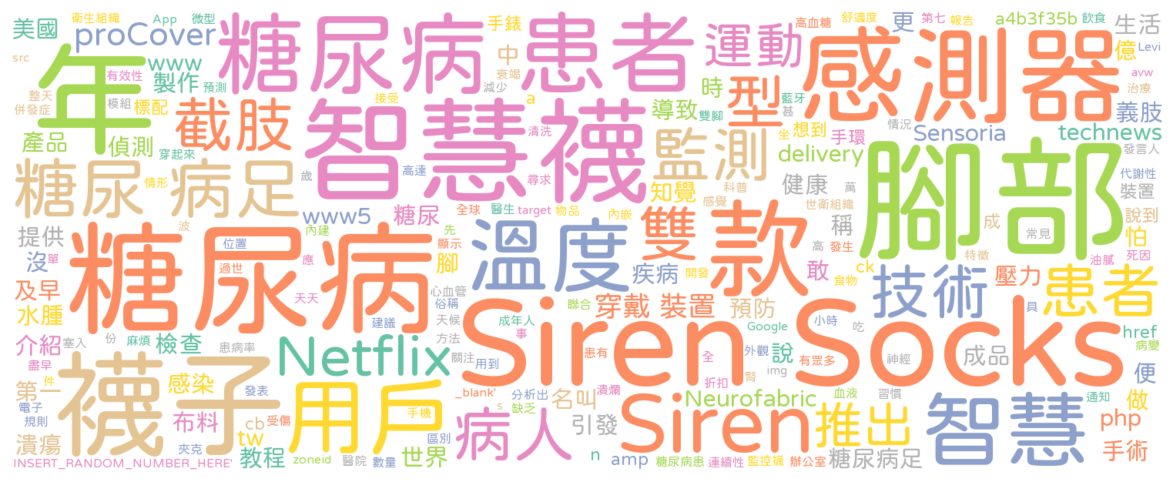 美國 衛生組織 App 微型 手錶 高血糖 舒適度 飲食 更 第七 報告 a4b3f35b 生活
src proCover 糖尿病 患者 運動 感測器 億 Levi
年 www 製作 中 衰竭 減少 時 型 avw
有效性 預測 整天 模組 標配 接受 a 導致 藍牙 治療
併發症 截肢 智慧襪 雙腳 甚 情況 義肢
產品 偵測 穿起來 清洗 監測 坐 想到 手環 Sensoria technews
糖尿 病足 情形 歲 高達 尋求 知覺 科普 delivery 腳部 發言人
健康 萬 代謝性
www5 糖尿 全球 醫生 target 物品 內嵌 感覺 世衛組織 裝置
提供 波 位置 內建 先 溫度 雙 款 稱 成 說到 怕
沒 單 糖尿病 過世 應 顯示 腳 高 發生 常見 死因
及早 心血管 疾病 開發 敢 ck 特徵 油膩
水腫 天天 俗稱 聯合 穿戴 裝置 預防 食物 技術 壓力 患者
介紹 塞入 份 麻煩 檢查 建議 天候 成年人 Siren Socks 具
盡早 患病率 方法 事 Google 小時 吃 href
第一 件 襪子 Netflix 關注 用到 患有 全 外觀 說 有眾多 神經 成品 便 病變
感染 發表 用戶 _blank' 分析出 名叫 潰爛 折扣 img 腎 Neurofabric 血液 習慣 通知 做
電子 規則 布料 cb 受傷 手機 s 缺乏 病人 引發 Siren 推出 智慧 php
潰瘍 夾克 tw 區別 手術
INSERT_RANDOM_NUMBER_HERE' 教程 zoneid 醫院 數量 世界 n amp 糖尿病患 連續性 監控襪 辦公室 糖尿病足